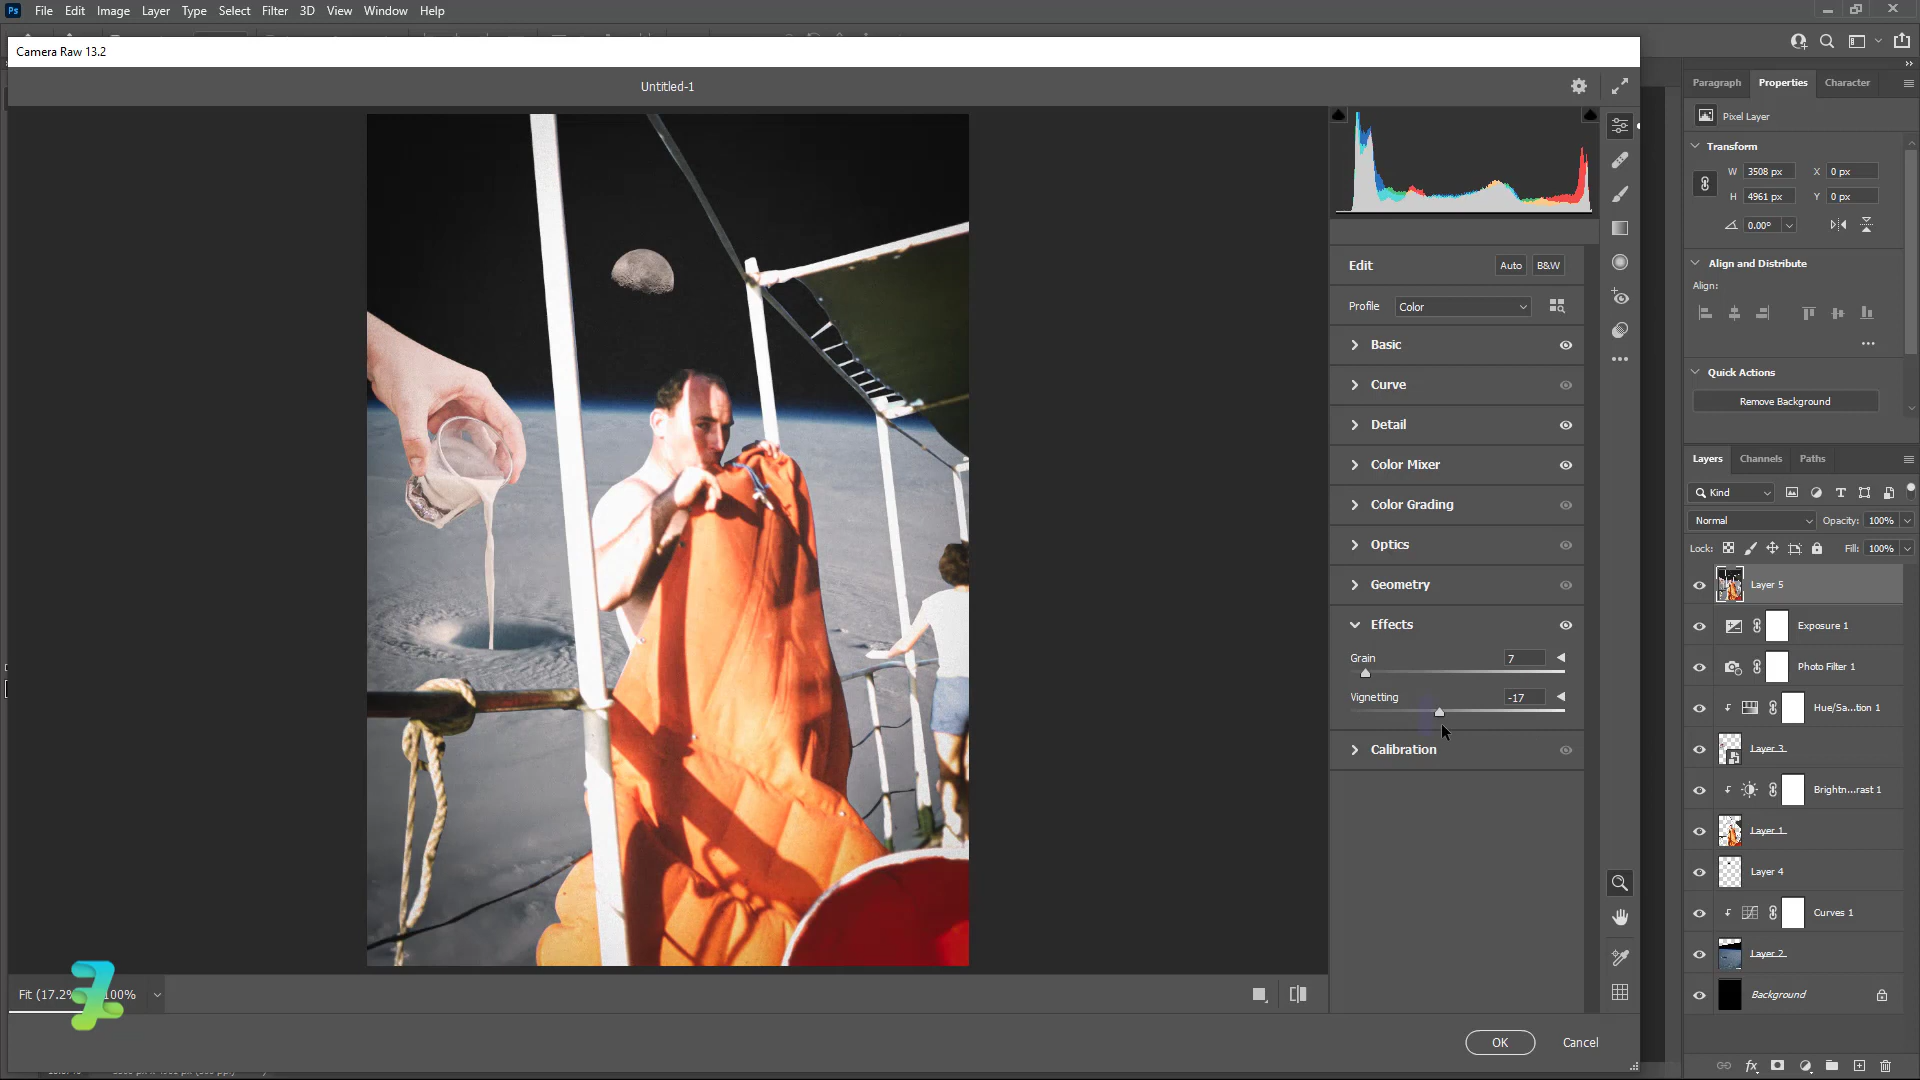 Ps File Edit Image Layer Type Select Filter 3D View Window Help
Camera Raw 13.2
Untitled-1
Edit Auto B&W
Profile Color
Basic
Curve
Detail
Color Mixer
Color Grading
Optics
Geometry
Effects
Grain 7
Vignetting -17
Calibration
Fit (17.2% 100%
OK Cancel
Paragraph Properties Character
Pixel Layer
Transform
W 3508 px X 0 px
H 4961 px Y 0 px
0.00°
Align and Distribute
Align:
Quick Actions
Remove Background
Layers Channels Paths
Kind
Normal Opacity: 100%
Lock: Fill: 100%
Layer 5
Exposure 1
Photo Filter 1
Hue/Sa...tion 1
Layer 3
Brightn...rast 1
Layer 1
Layer 4
Curves 1
Layer 2
Background